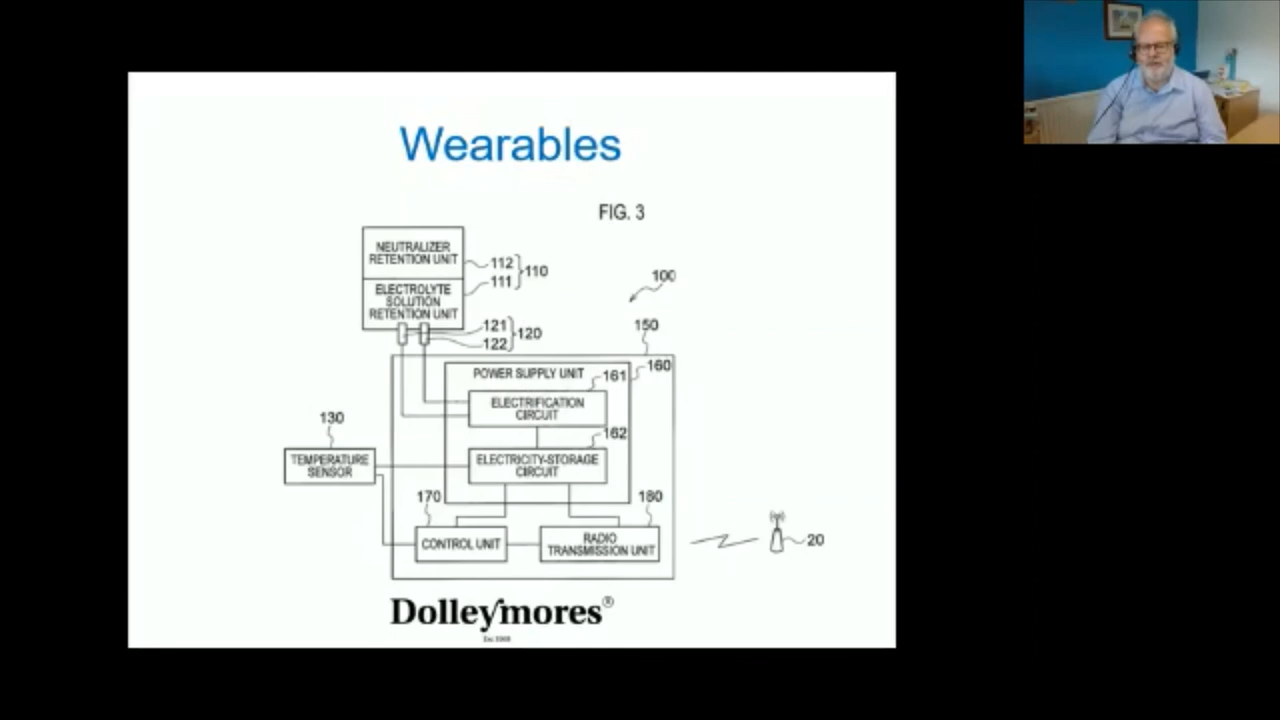 Wearables
FIG. 3
NEUTRALIZER
RETENTION UNIT
112
110
111
ELECTROLYTE
SOLUTION
RETENTION UNIT
100
121
120
122
150
160
POWER SUPPLY UNIT
161
ELECTRIFICATION
CIRCUIT
130
162
TEMPERATURE
SENSOR
ELECTRICITY-STORAGE
CIRCUIT
170
180
CONTROL UNIT
RADIO
TRANSMISSION UNIT
20
Dolleymores®